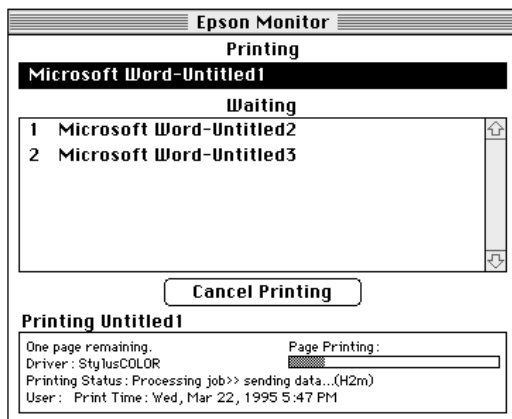 Epson Monitor
Printing
Microsoft Word-Untitled1
Waiting
1 Microsoft Word-Untitled2
2 Microsoft Word-Untitled3
Cancel Printing
Printing Untitled1
One page remaining.
Page Printing:
Driver: StylusCOLOR
Printing Status: Processing job>> sending data...(H2m)
User: Print Time: Wed, Mar 22, 1995 5:47 PM